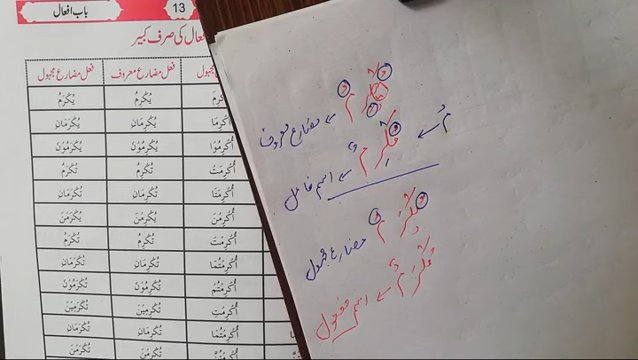 باب افعال
13
فعال کی صرف کبیر
فعل مضارع معروف فعل مضارع مجہول
یُکْرِمُ یُکْرَمُ
أُکْرِمَا یُکْرِمَانِ یُکْرَمَانِ
أُکْرِمُوْا یُکْرِمُوْنَ یُکْرَمُوْنَ
أُکْرِمَتْ تُکْرِمُ تُکْرَمُ
أُکْرِمَتَا تُکْرِمَانِ تُکْرَمَانِ
أُکْرِمْنَ یُکْرِمْنَ یُکْرَمْنَ
أُکْرِمْتَ تُکْرِمُ تُکْرَمُ
أُکْرِمْتُمَا تُکْرِمَانِ تُکْرَمَانِ
أُکْرِمْتُمْ تُکْرِمُوْنَ تُکْرَمُوْنَ
أُکْرِمْتِ تُکْرِمِیْنَ تُکْرَمِیْنَ
أُکْرِمْتُمَا تُکْرِمَانِ تُکْرَمَانِ
تُکْرِمْنَ تُکْرَمْنَ
یُکْرِمُ ← مضارع معروف
مُ ← مُکْرِمٌ ← اسم فاعل
یُکْرَمُ مضارع مجہول
مُکْرَمٌ ← اسم مفعول